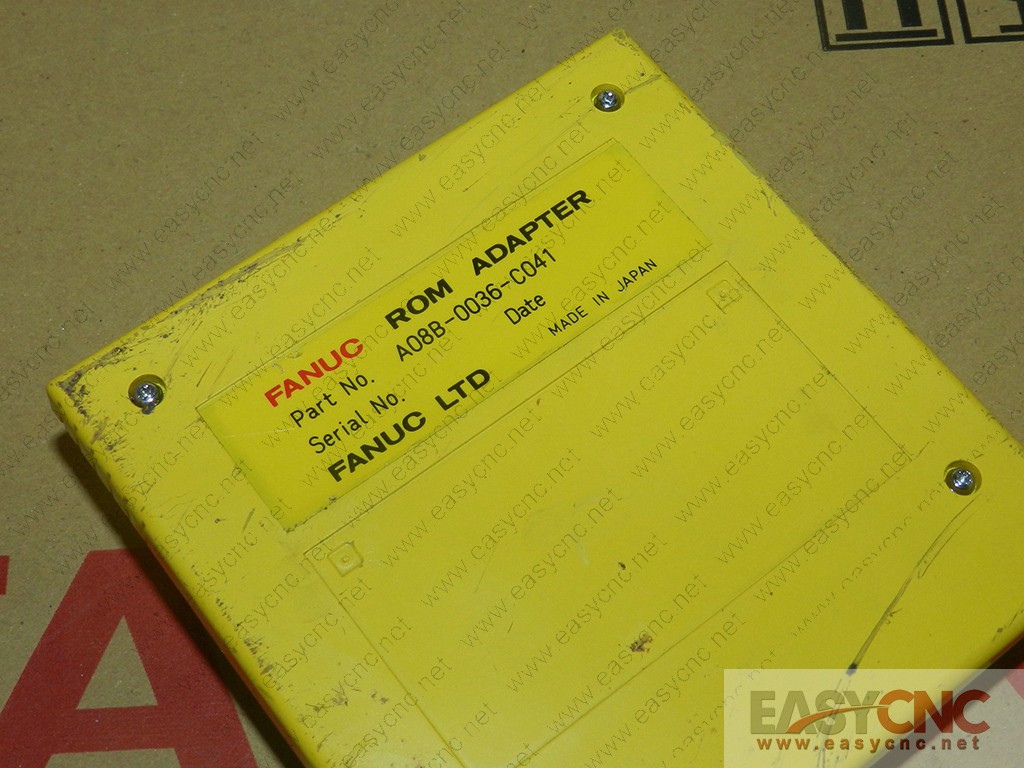 FANUC ROM ADAPTER
Part No. A08B-0036-C041
Serial No. Date
FANUC LTD MADE IN JAPAN
EASYCNC
www.easycnc.net